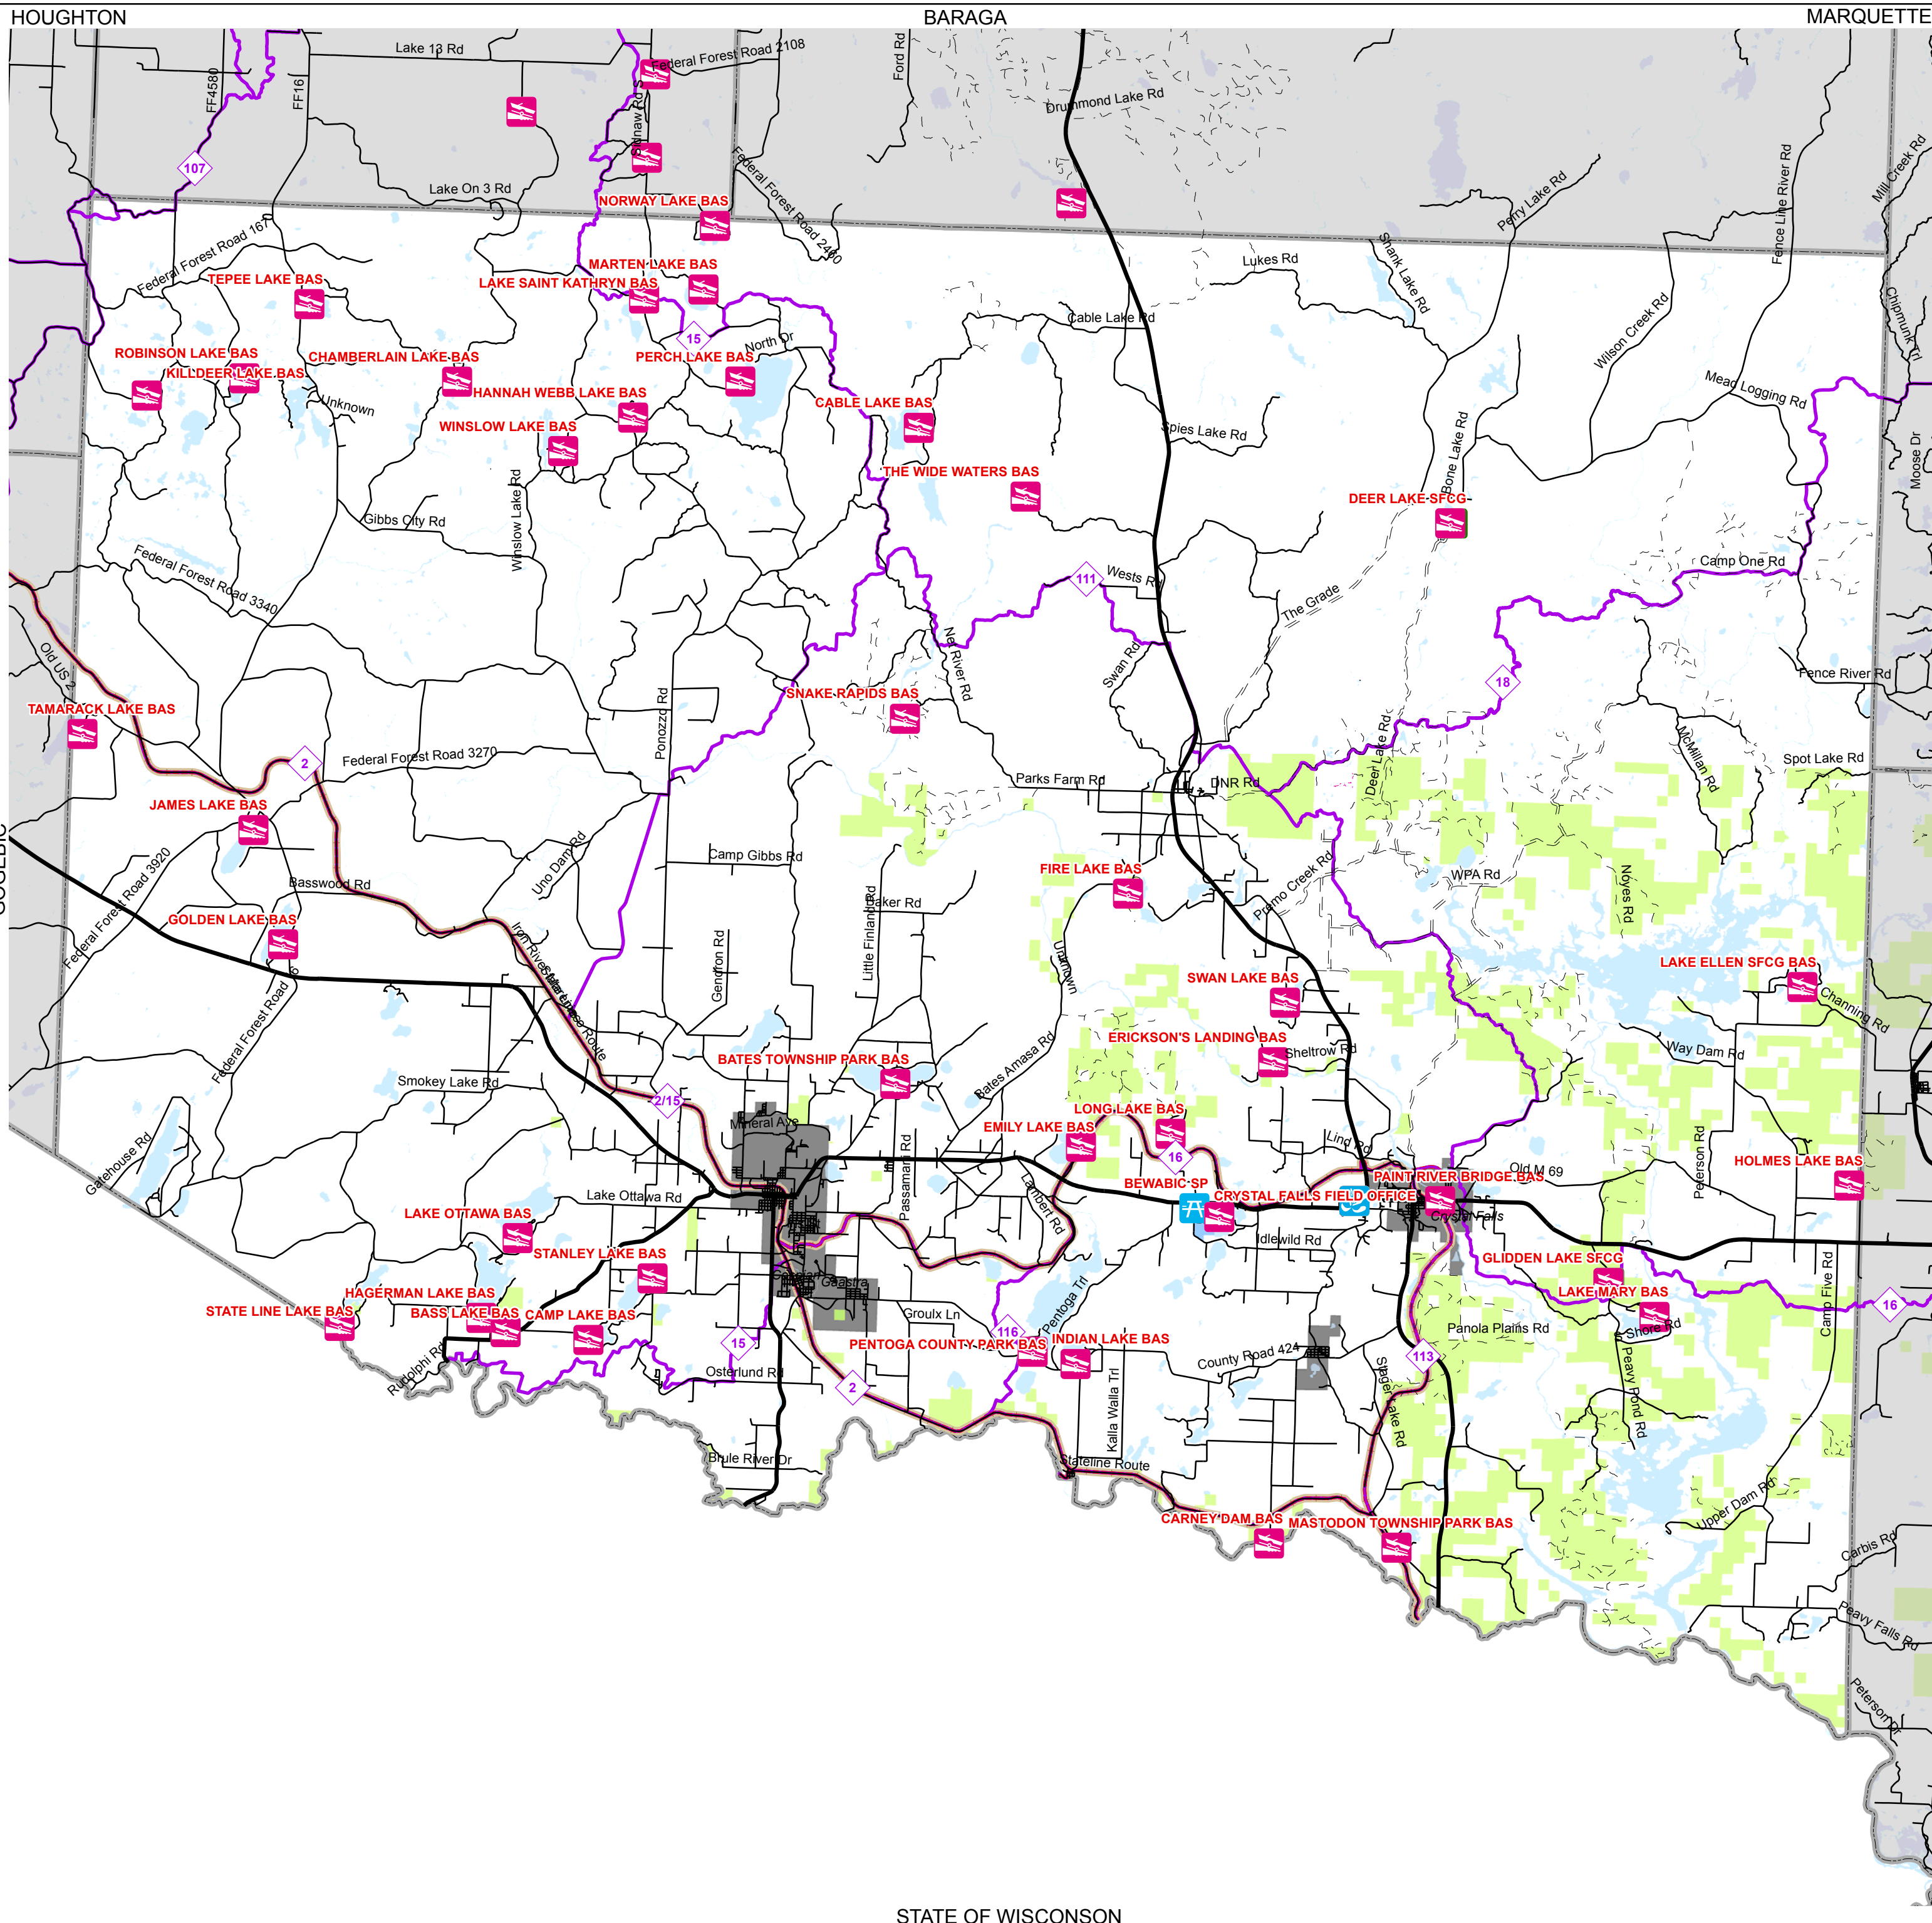 HOUGHTON
BARAGA
MARQUETTE
Lake 13 Rd
Federal Forest Road 2108
Ford Rd
FF4580
FF16
Sidnaw Rd S
Drummond Lake Rd
Mill Creek Rd
Fence Line River Rd
107
Lake On 3 Rd
Federal Forest Road 2460
Perry Lake Rd
NORWAY LAKE BAS
Federal Forest Road 167
Shank Lake Rd
Lukes Rd
MARTEN LAKE BAS
TEPEE LAKE BAS
LAKE SAINT KATHRYN BAS
Chipmunk Trl
Cable Lake Rd
Wilson Creek Rd
15
North Dr
ROBINSON LAKE BAS
CHAMBERLAIN LAKE BAS
PERCH LAKE BAS
KILLDEER LAKE BAS
Unknown
HANNAH WEBB LAKE BAS
Mead Logging Rd
CABLE LAKE BAS
WINSLOW LAKE BAS
Spies Lake Rd
Bone Lake Rd
Moose Dr
THE WIDE WATERS BAS
DEER LAKE SFCG
Winslow Lake Rd
Gibbs City Rd
Federal Forest Road 3340
Camp One Rd
111
Wests Rd
The Grade
Old US 2
Net River Rd
Swan Rd
Fence River Rd
18
SNAKE RAPIDS BAS
TAMARACK LAKE BAS
Ponozzo Rd
Federal Forest Road 3270
2
Deer Lake Rd
McMillan Rd
Spot Lake Rd
Parks Farm Rd
DNR Rd
JAMES LAKE BAS
GOGEBIC
Uno Dam Rd
Camp Gibbs Rd
Federal Forest Road 3920
Basswood Rd
FIRE LAKE BAS
Premo Creek Rd
WPA Rd
Noyes Rd
Baker Rd
GOLDEN LAKE BAS
Little Finland Rd
Gendron Rd
Unknown
LAKE ELLEN SFCG BAS
SWAN LAKE BAS
Federal Forest Road
Channing Rd
ERICKSON'S LANDING BAS
Sheltrow Rd
Way Dam Rd
BATES TOWNSHIP PARK BAS
Smokey Lake Rd
Bates Amasa Rd
2/15
LONG LAKE BAS
Mineral Ave
EMILY LAKE BAS
Lind Rd
Peterson Rd
16
Passamani Rd
Gatehouse Rd
HOLMES LAKE BAS
Old M 69
PAINT RIVER BRIDGE BAS
BEWABIC SP
CRYSTAL FALLS FIELD OFFICE
Lake Ottawa Rd
Lambert Rd
Crystal Falls
LAKE OTTAWA BAS
Idlewild Rd
STANLEY LAKE BAS
GLIDDEN LAKE SFCG
Caspian
Gaastra
HAGERMAN LAKE BAS
LAKE MARY BAS
Camp Five Rd
16
STATE LINE LAKE BAS
BASS LAKE BAS
CAMP LAKE BAS
Groulx Ln
Pentoga Trl
Panola Plains Rd
S Shore Rd
116
15
PENTOGA COUNTY PARK BAS
INDIAN LAKE BAS
County Road 424
113
Rudolphi Rd
Osterlund Rd
2
Stager Lake Rd
Peavy Pond Rd
Kalla Walla Trl
Brule River Dr
Stateline Route
Upper Dam Rd
CARNEY DAM BAS
MASTODON TOWNSHIP PARK BAS
Carbis Rd
Peavy Falls Rd
Peterson Dr
STATE OF WISCONSON